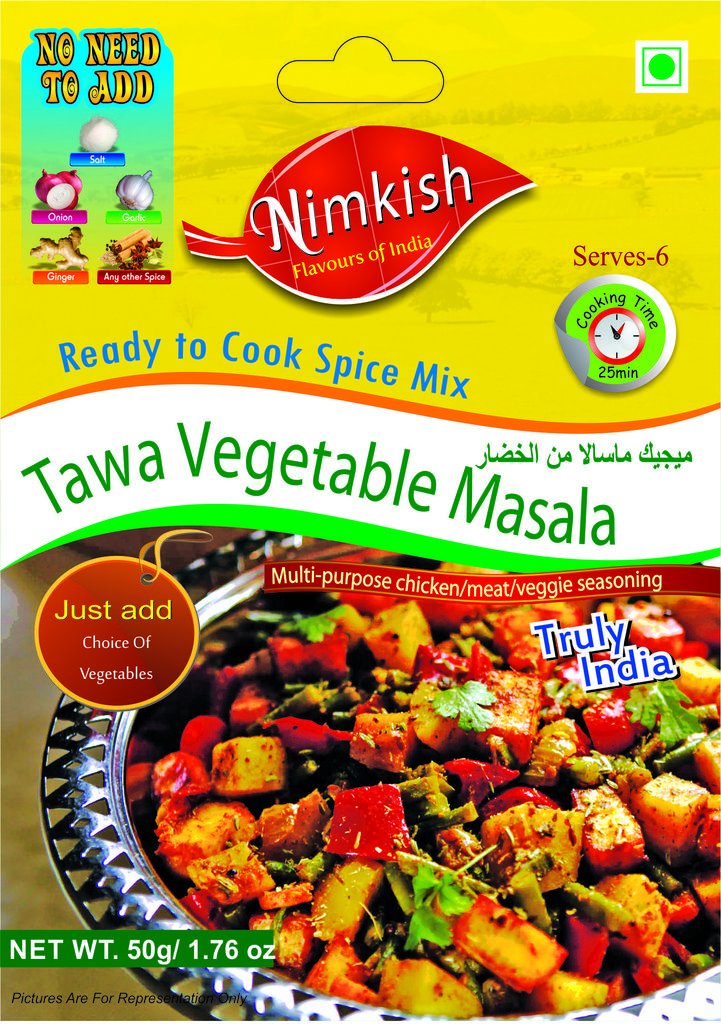 NO NEED
TO ADD
Salt
Onion
Garlic
Ginger
Any other Spice
Nimkish
Flavours of India
Serves-6
Cooking Time
25min
Ready to Cook Spice Mix
Tawa Vegetable Masala
ميجيك ماسالا من الخضار
Multi-purpose chicken/meat/veggie seasoning
Just add
Choice Of
Vegetables
Truly
India
NET WT. 50g/ 1.76 oz
Pictures Are For Representation Only